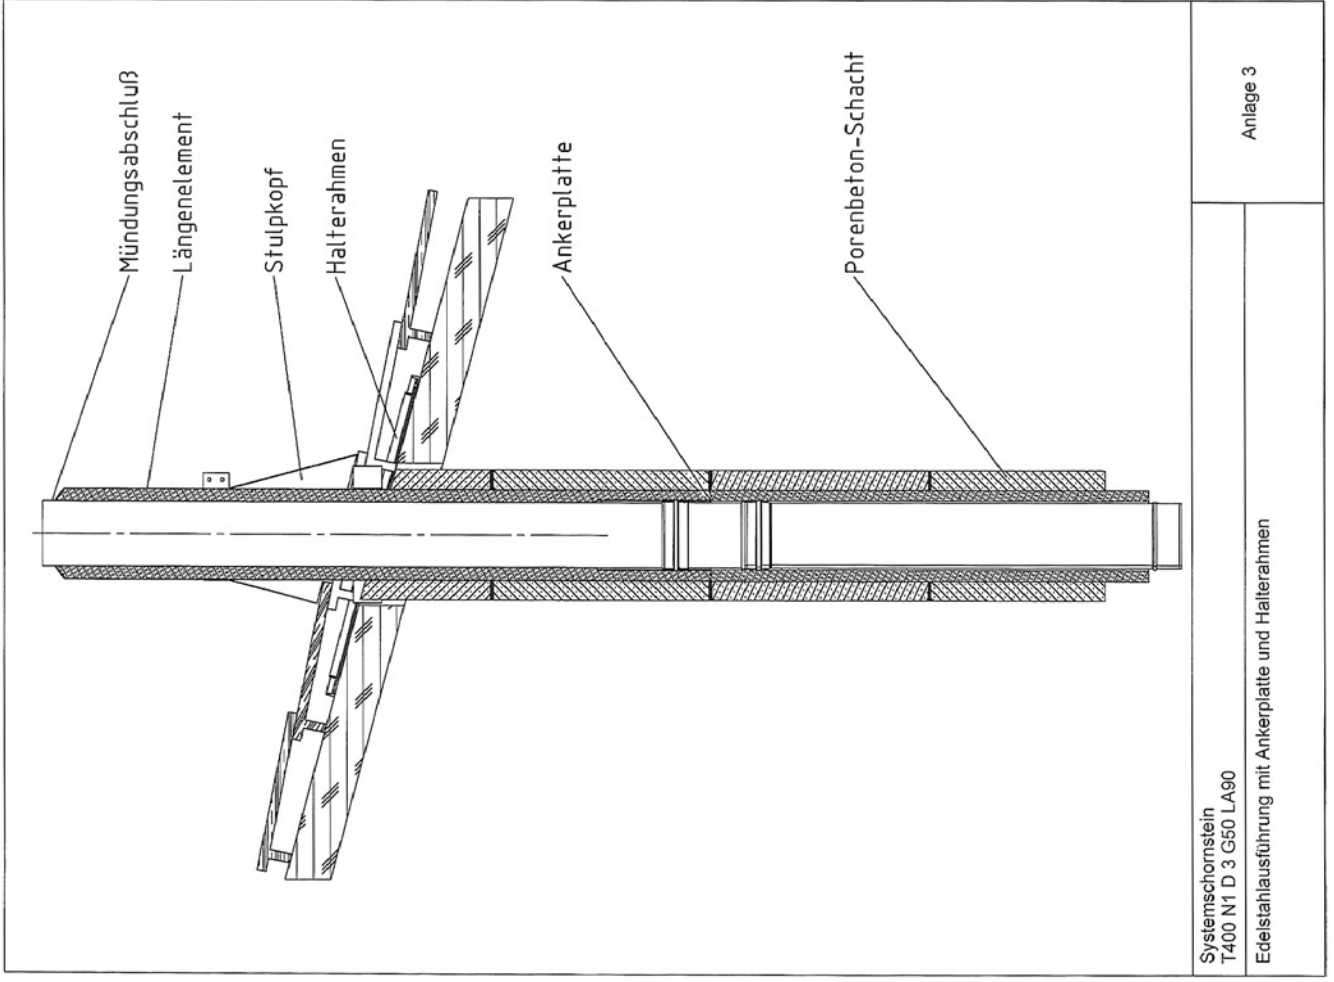 Mündungsabschluß
Längenelement
Stulpkopf
Halterahmen
Ankerplatte
Porenbeton-Schacht
Systemschornstein
T400 N1 D 3 G50 LA90
Edelstahlausführung mit Ankerplatte und Halterahmen
Anlage 3